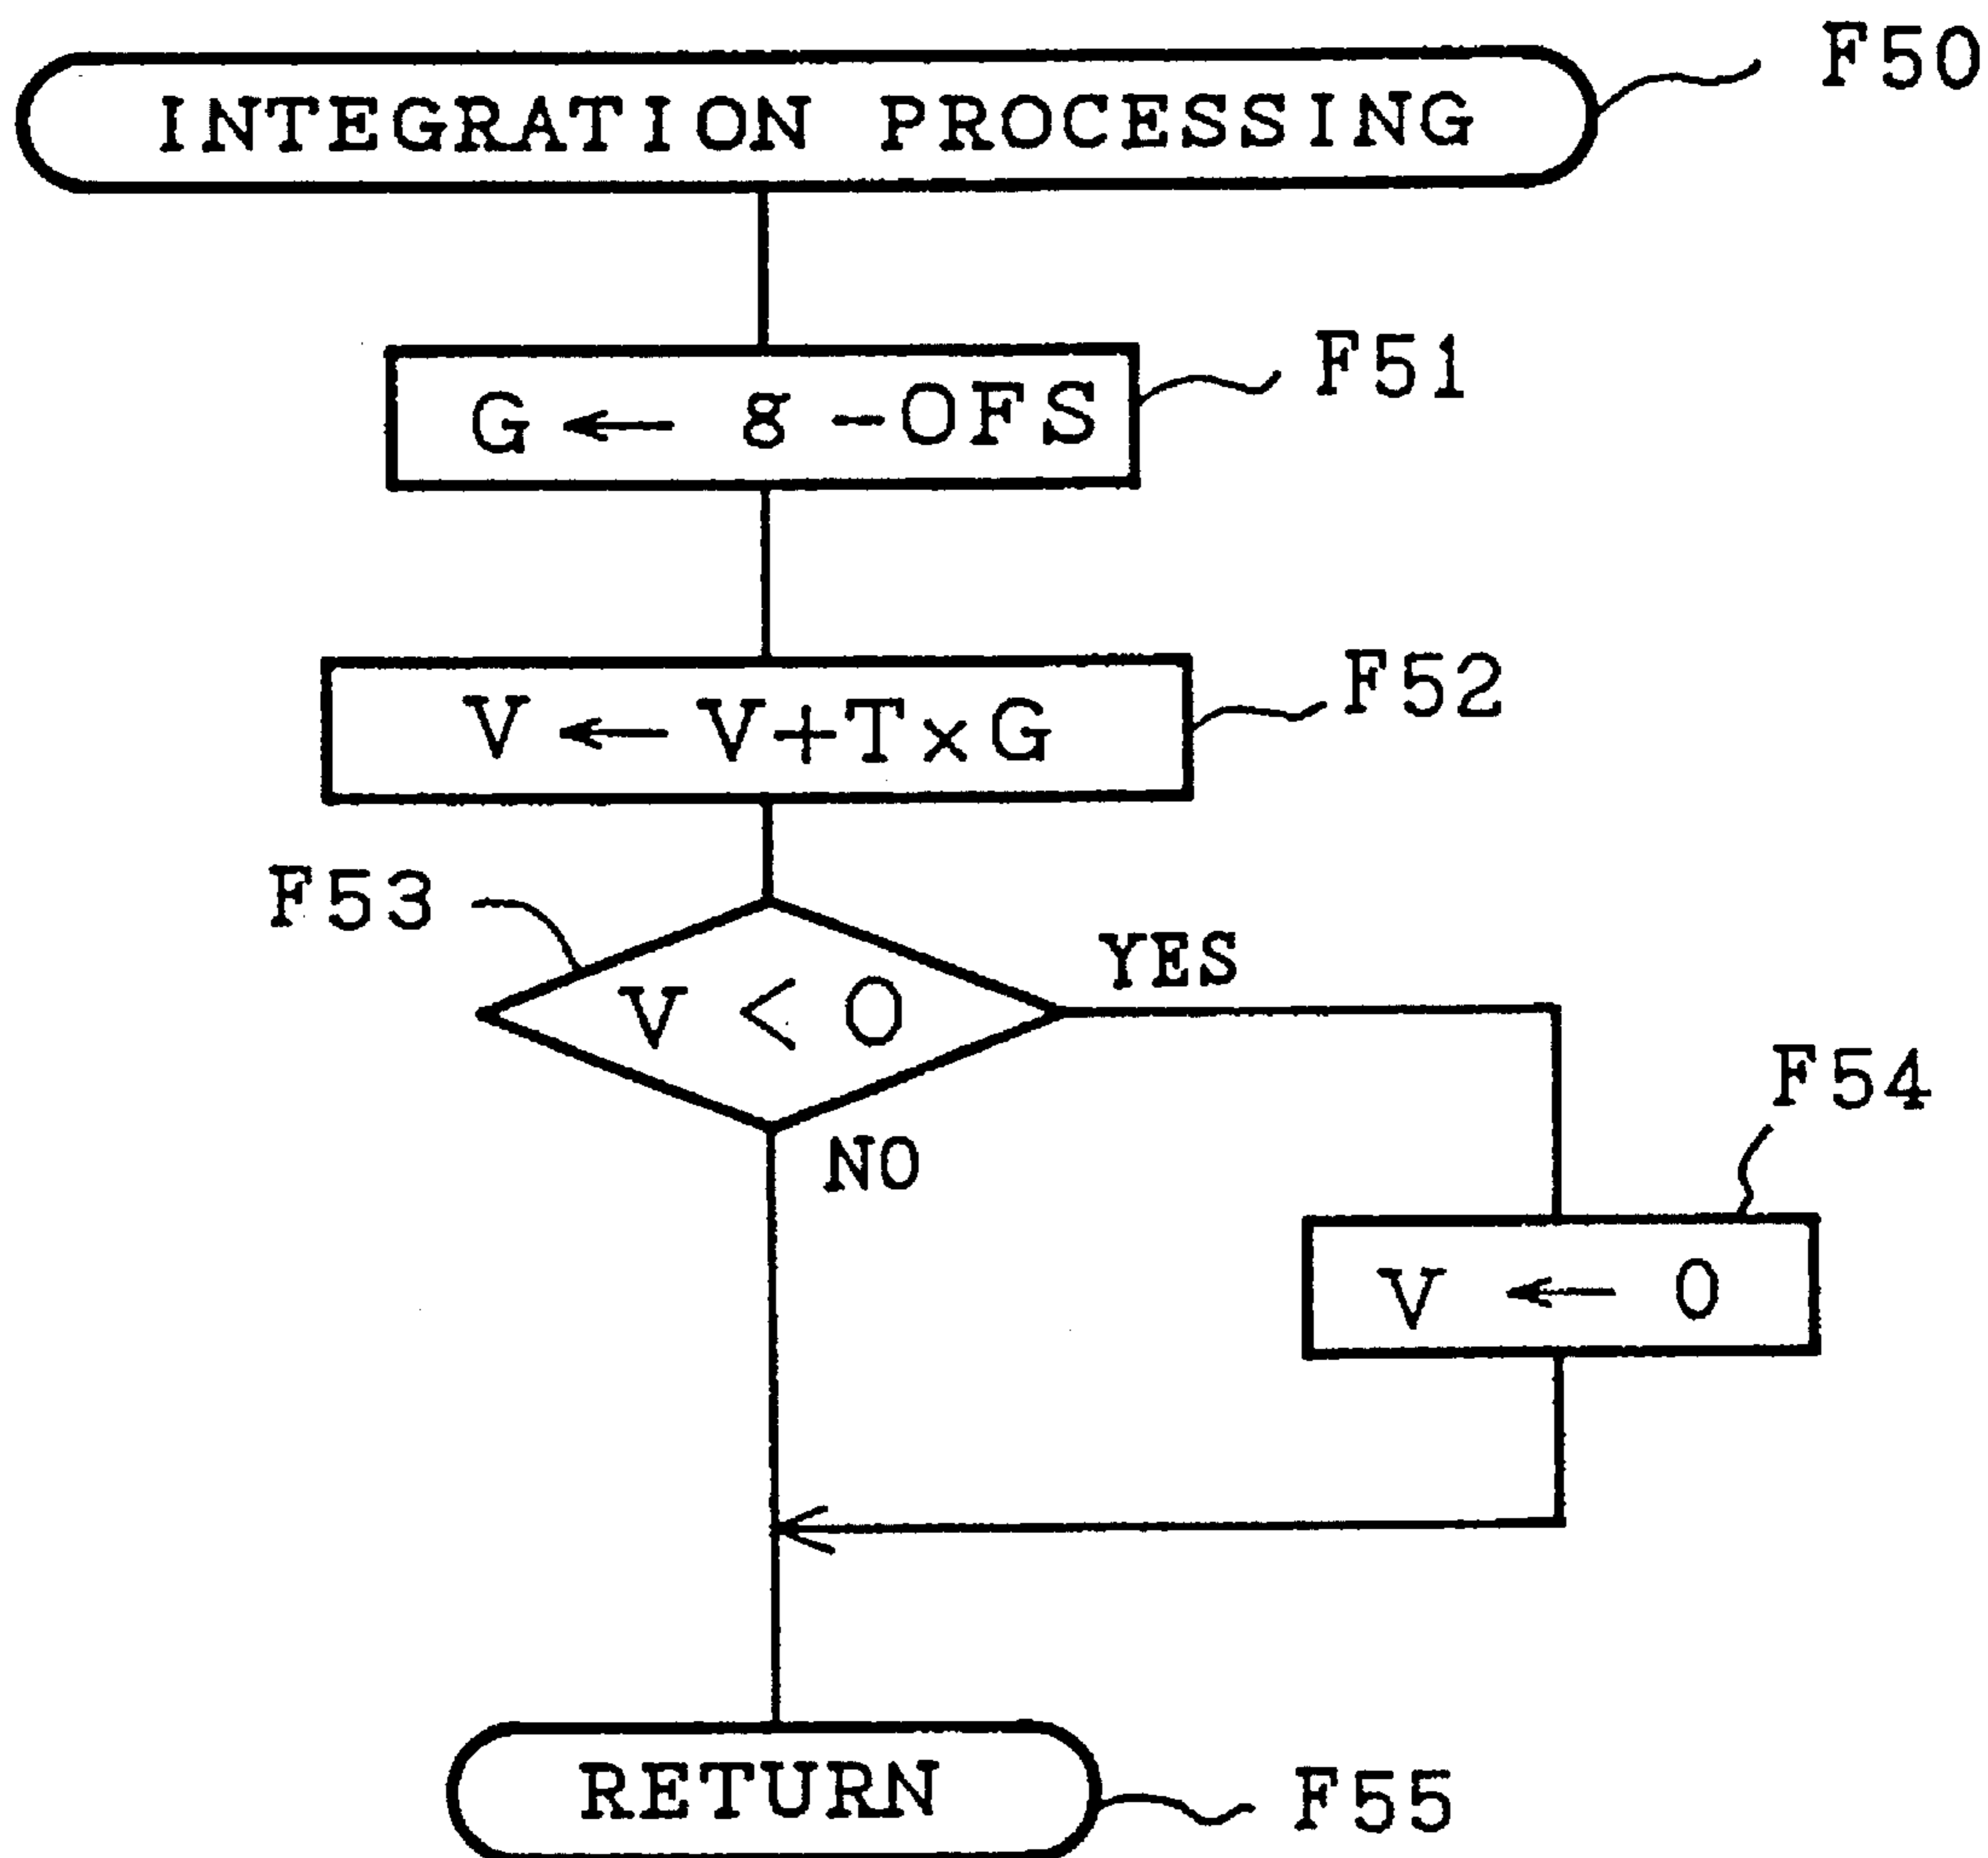 INTEGRATION PROCESSING
F50
G ← g -OFS
F51
V ← V+T×G
F52
F53
V < 0
YES
NO
F54
V ← 0
RETURN
F55